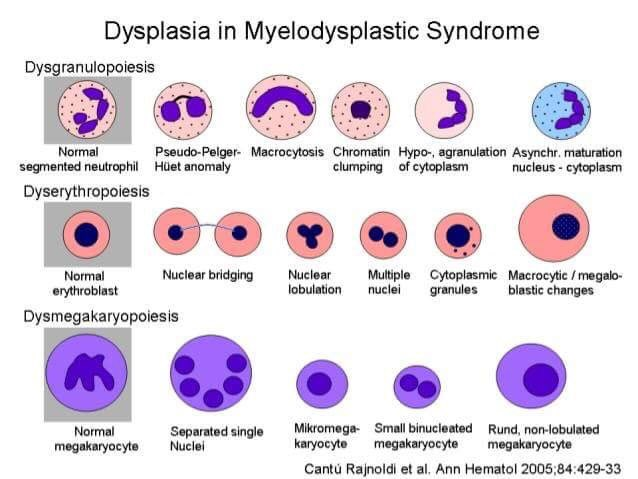 Dysplasia in Myelodysplastic Syndrome
Dysgranulopoiesis
Normal
segmented neutrophil
Pseudo-Pelger-
Hüet anomaly
Macrocytosis
Chromatin
clumping
Hypo-, agranulation
of cytoplasm
Asynchr. maturation
nucleus - cytoplasm
Dyserythropoiesis
Normal
erythroblast
Nuclear bridging
Nuclear
lobulation
Multiple
nuclei
Cytoplasmic
granules
Macrocytic / megalo-
blastic changes
Dysmegakaryopoiesis
Normal
megakaryocyte
Separated single
Nuclei
Mikromega-
karyocyte
Small binucleated
megakaryocyte
Rund, non-lobulated
megakaryocyte
Cantú Rajnoldi et al. Ann Hematol 2005;84:429-33